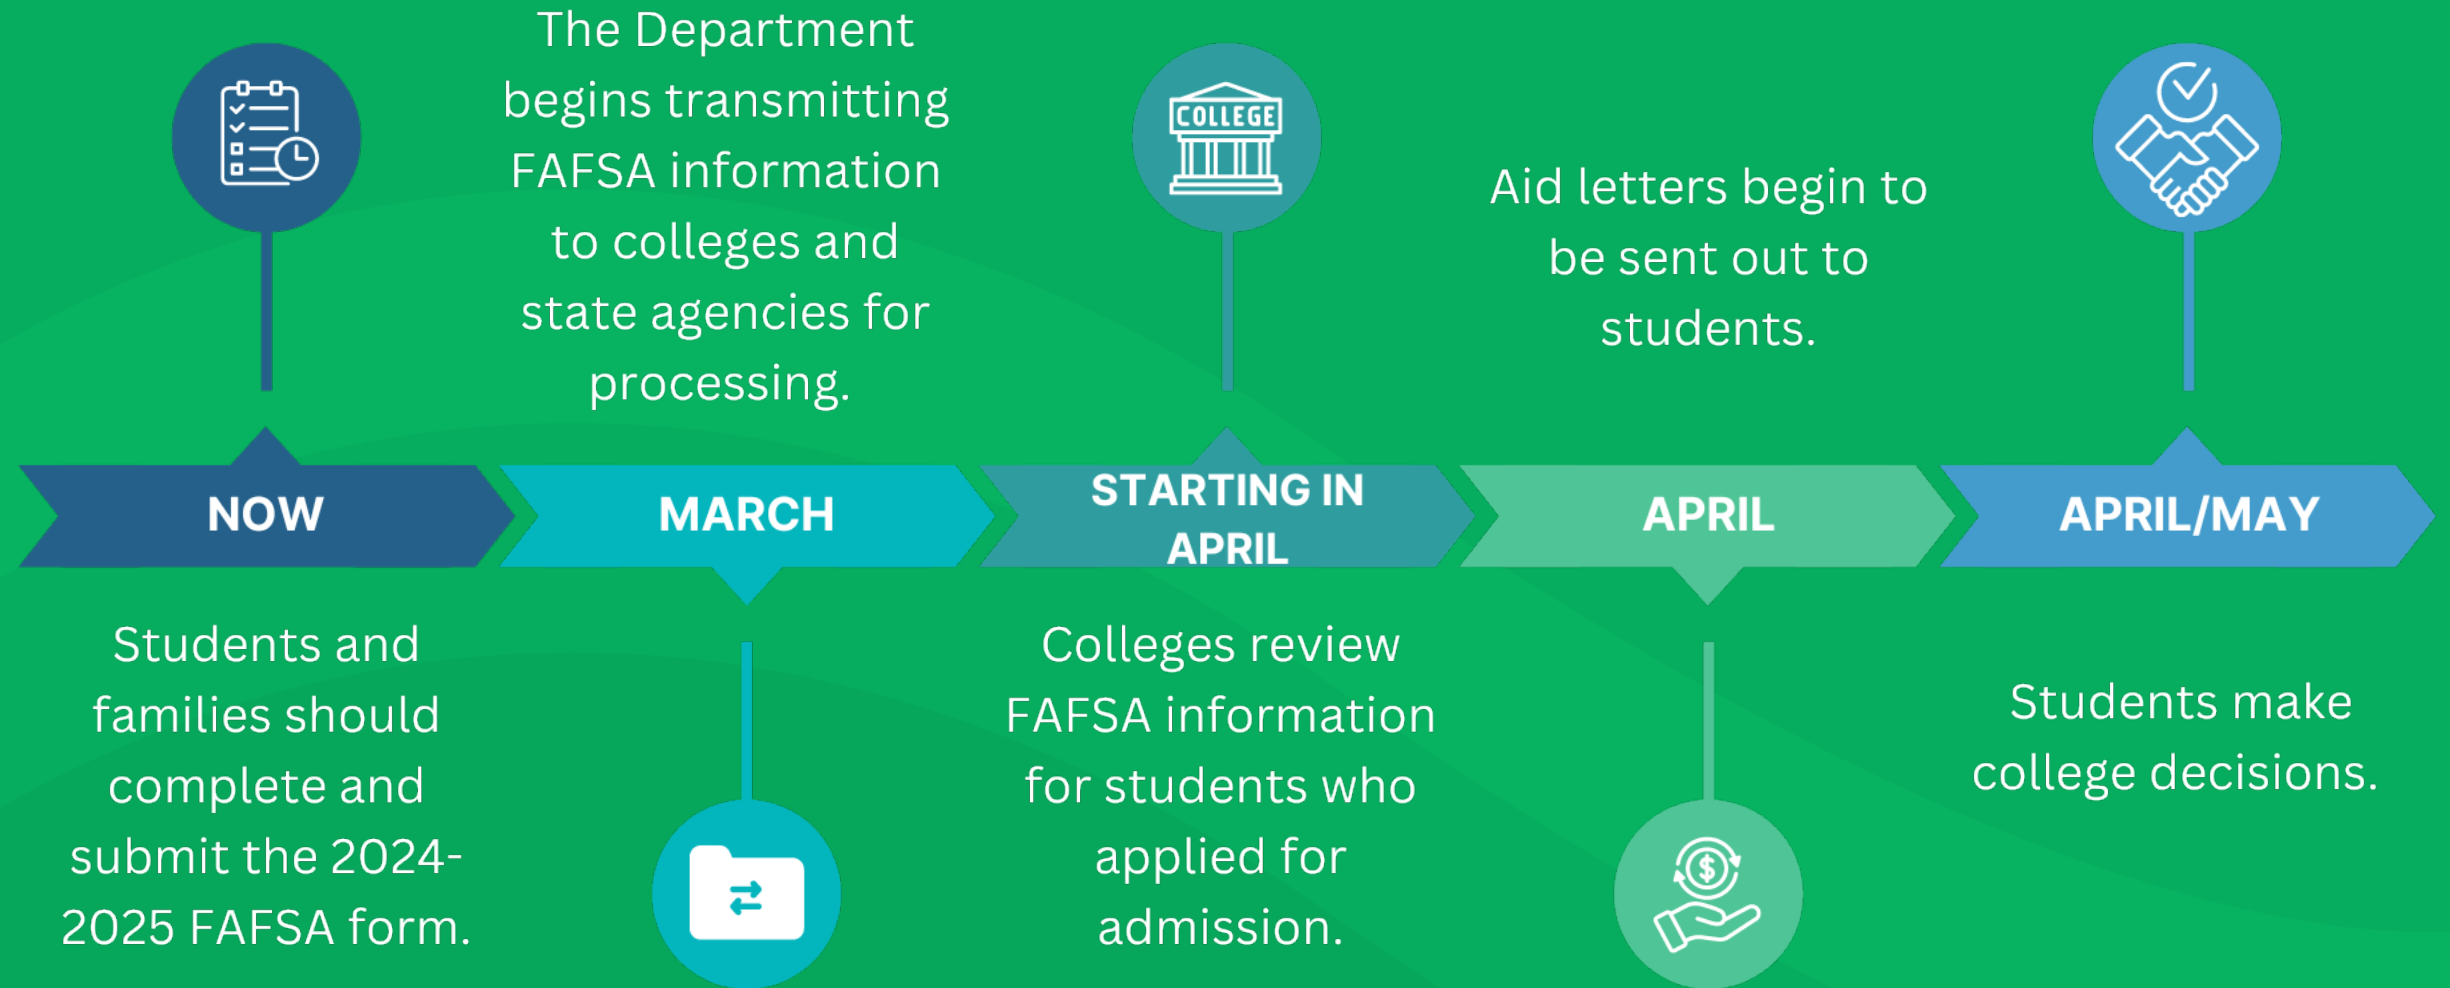 NOW
Students and
families should
complete and
submit the 2024-
2025 FAFSA form.
The Department
begins transmitting
FAFSA information
to colleges and
state agencies for
processing.
MARCH
COLLEGE
STARTING IN
APRIL
Colleges review
FAFSA information
for students who
applied for
admission.
Aid letters begin to
be sent out to
students.
APRIL
$
APRIL/MAY
Students make
college decisions.